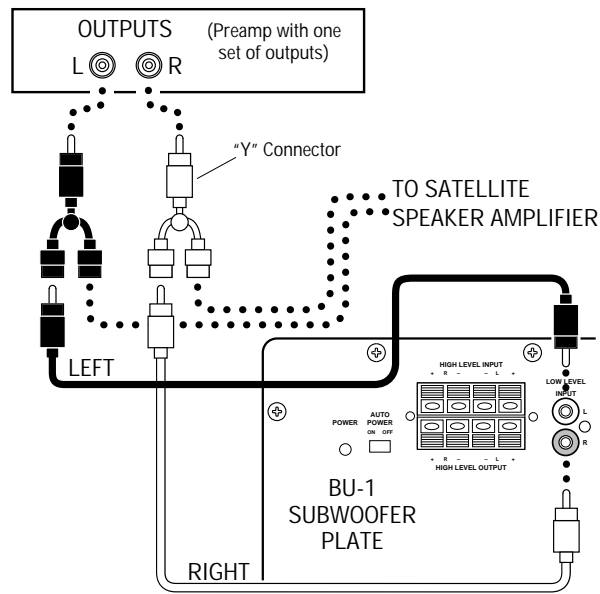 OUTPUTS
(Preamp with one
set of outputs)
L
R
"Y" Connector
TO SATELLITE
SPEAKER AMPLIFIER
LEFT
HIGH LEVEL INPUT
+ R – – L +
LOW LEVEL
INPUT
L
R
POWER
AUTO
POWER
ON OFF
+ R – – L +
HIGH LEVEL OUTPUT
BU-1
SUBWOOFER
PLATE
RIGHT